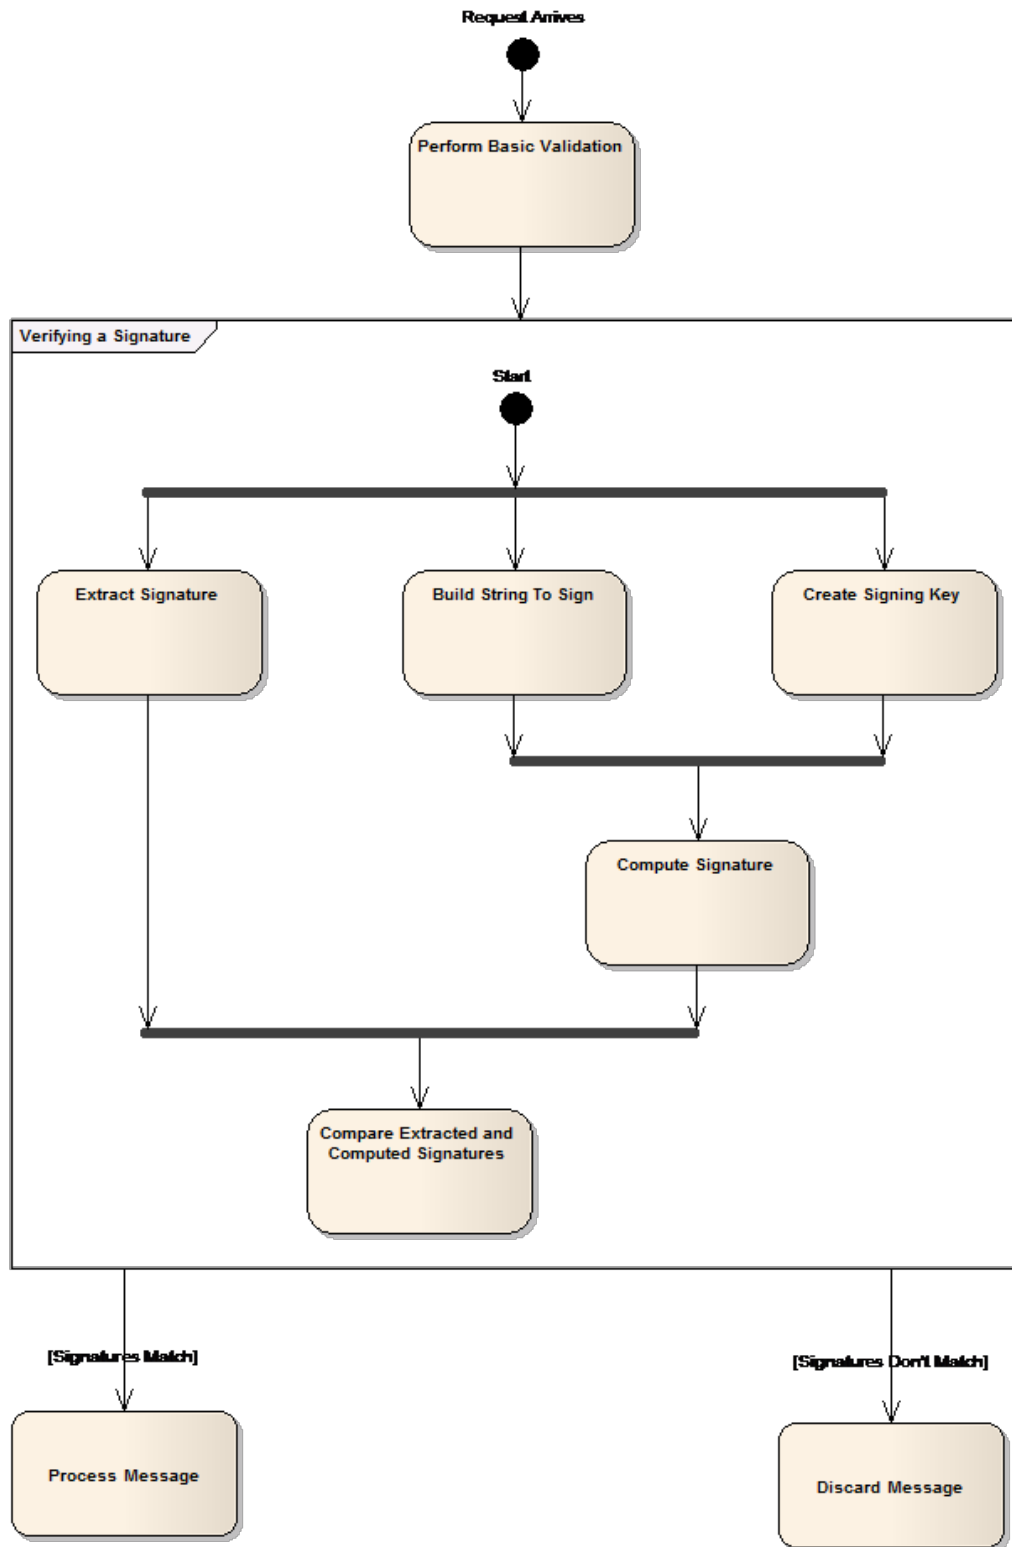 Request Arrives
Perform Basic Validation
Verifying a Signature
Start
Extract Signature
Build String To Sign
Create Signing Key
Compute Signature
Compare Extracted and
Computed Signatures
[Signatures Match]
[Signatures Don't Match]
Process Message
Discard Message